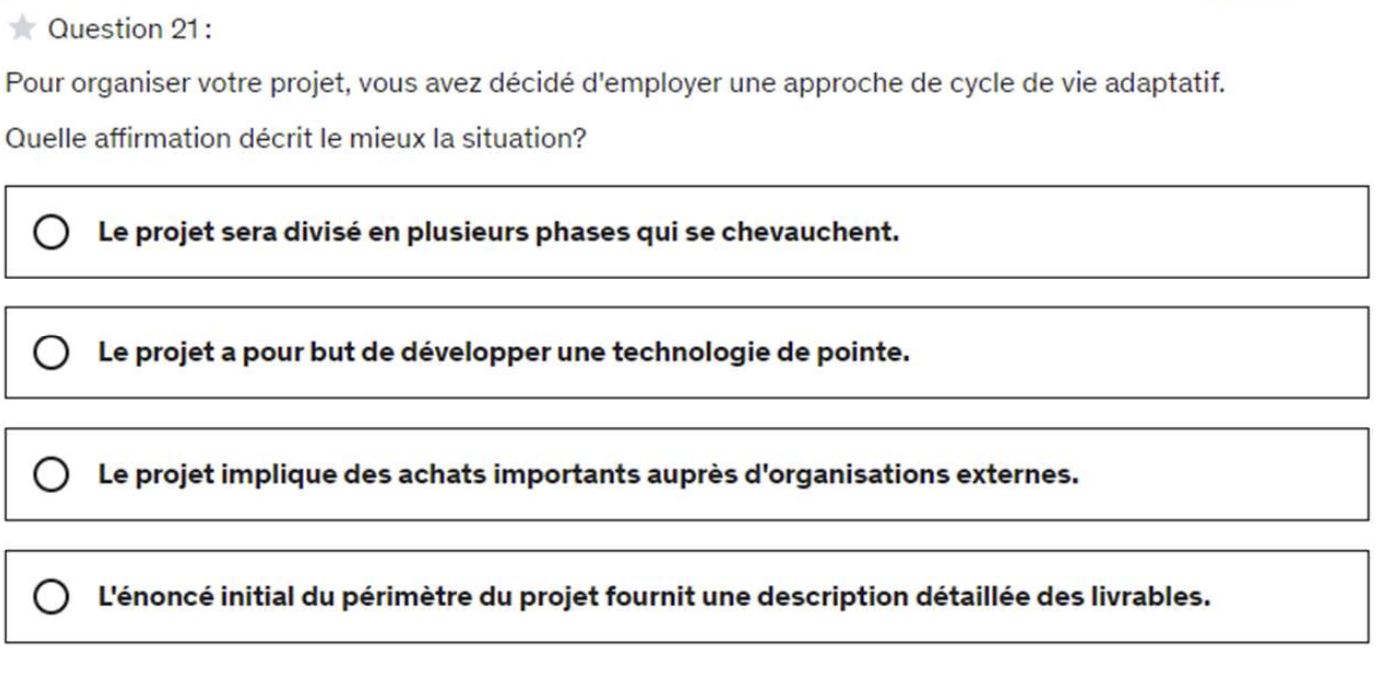 Question 21 :
Pour organiser votre projet, vous avez décidé d'employer une approche de cycle de vie adaptatif.
Quelle affirmation décrit le mieux la situation?
Le projet sera divisé en plusieurs phases qui se chevauchent.
Le projet a pour but de développer une technologie de pointe.
Le projet implique des achats importants auprès d'organisations externes.
L'énoncé initial du périmètre du projet fournit une description détaillée des livrables.